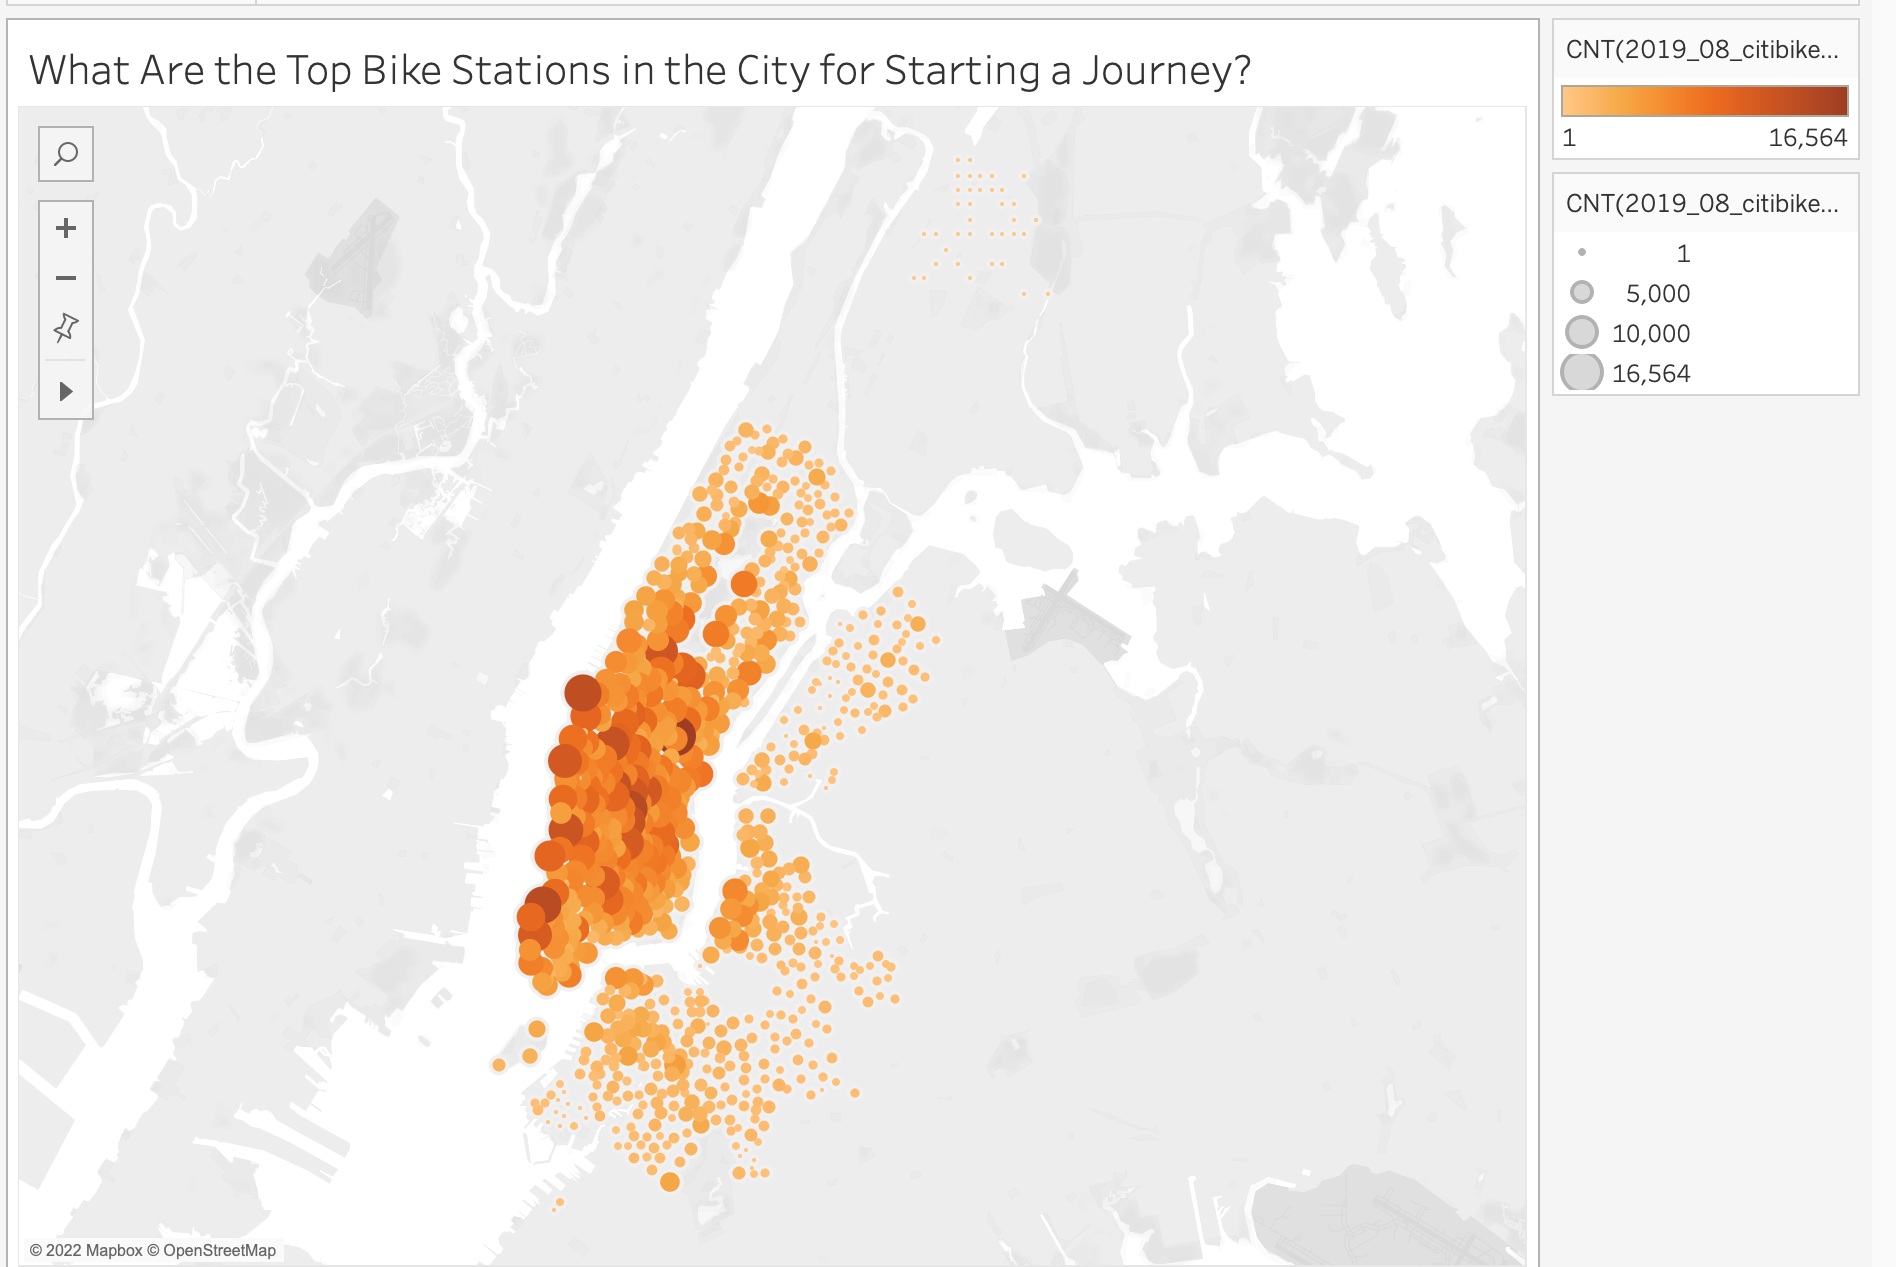 What Are the Top Bike Stations in the City for Starting a Journey?
CNT(2019_08_citibike...
1 16,564
CNT(2019_08_citibike...
1
5,000
10,000
16,564
© 2022 Mapbox © OpenStreetMap